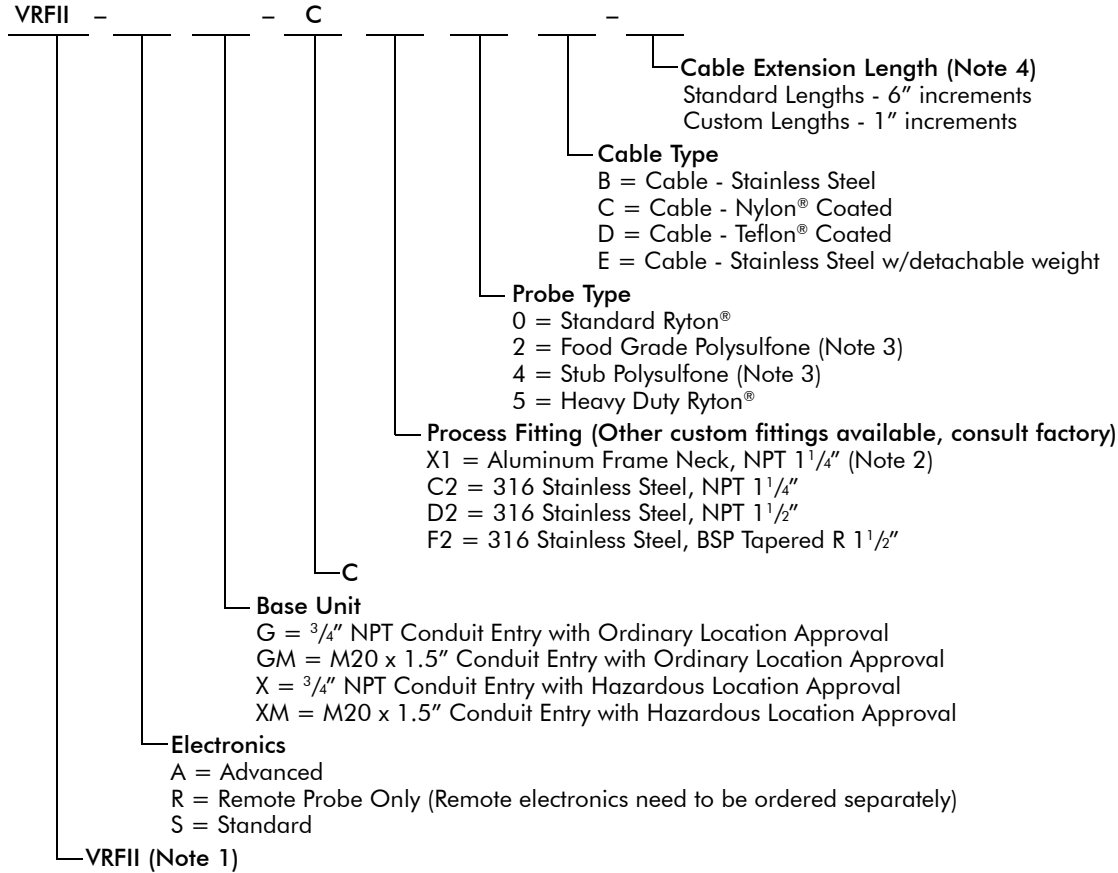 VRFII – – C –
Cable Extension Length (Note 4)
Standard Lengths - 6″ increments
Custom Lengths - 1″ increments
Cable Type
B = Cable - Stainless Steel
C = Cable - Nylon® Coated
D = Cable - Teflon® Coated
E = Cable - Stainless Steel w/detachable weight
Probe Type
0 = Standard Ryton®
2 = Food Grade Polysulfone (Note 3)
4 = Stub Polysulfone (Note 3)
5 = Heavy Duty Ryton®
Process Fitting (Other custom fittings available, consult factory)
X1 = Aluminum Frame Neck, NPT 1¹/₄″ (Note 2)
C2 = 316 Stainless Steel, NPT 1¹/₄″
D2 = 316 Stainless Steel, NPT 1¹/₂″
F2 = 316 Stainless Steel, BSP Tapered R 1¹/₂″
C
Base Unit
G = ³/₄″ NPT Conduit Entry with Ordinary Location Approval
GM = M20 x 1.5″ Conduit Entry with Ordinary Location Approval
X = ³/₄″ NPT Conduit Entry with Hazardous Location Approval
XM = M20 x 1.5″ Conduit Entry with Hazardous Location Approval
Electronics
A = Advanced
R = Remote Probe Only (Remote electronics need to be ordered separately)
S = Standard
VRFII (Note 1)